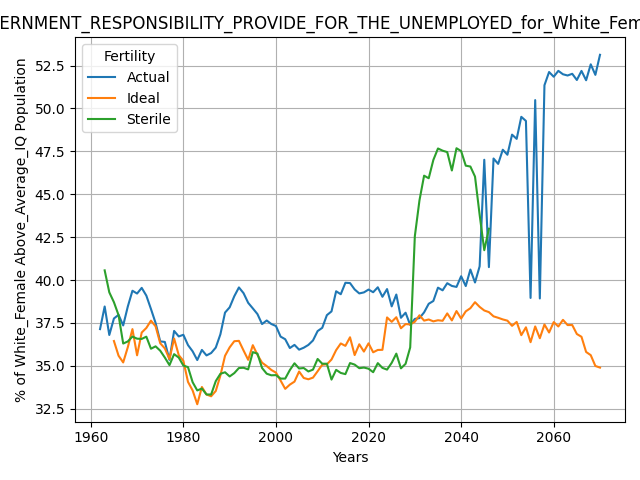 ERNMENT_RESPONSIBILITY_PROVIDE_FOR_THE_UNEMPLOYED_for_White_Fem
Fertility
Actual
Ideal
Sterile
% of White_Female Above_Average_IQ Population
52.5
50.0
47.5
45.0
42.5
40.0
37.5
35.0
32.5
1960 1980 2000 2020 2040 2060
Years